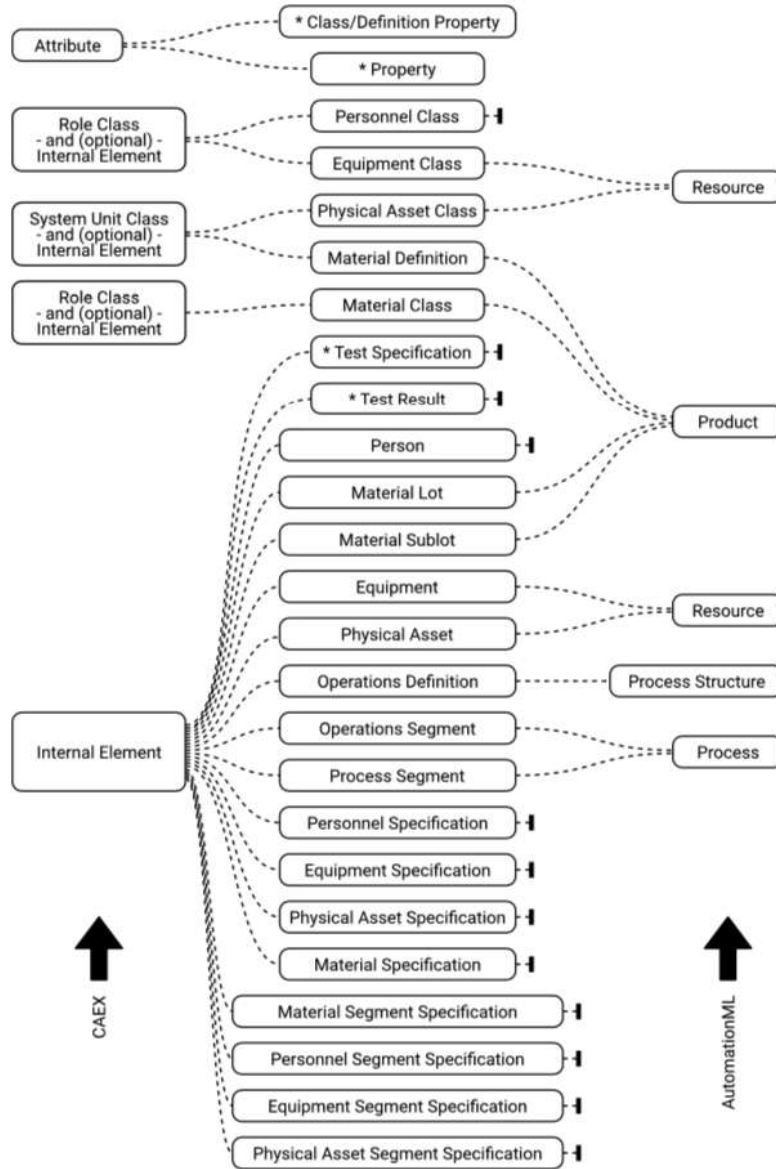 * Class/Definition Property
Attribute
* Property
Role Class
- and (optional) -
Internal Element
Personnel Class
Equipment Class
Resource
System Unit Class
- and (optional) -
Internal Element
Physical Asset Class
Material Definition
Role Class
- and (optional) -
Internal Element
Material Class
* Test Specification
* Test Result
Product
Person
Material Lot
Material Sublot
Equipment
Resource
Physical Asset
Operations Definition
Process Structure
Operations Segment
Internal Element
Process
Process Segment
Personnel Specification
Equipment Specification
Physical Asset Specification
Material Specification
Material Segment Specification
CAEX
Personnel Segment Specification
AutomationML
Equipment Segment Specification
Physical Asset Segment Specification